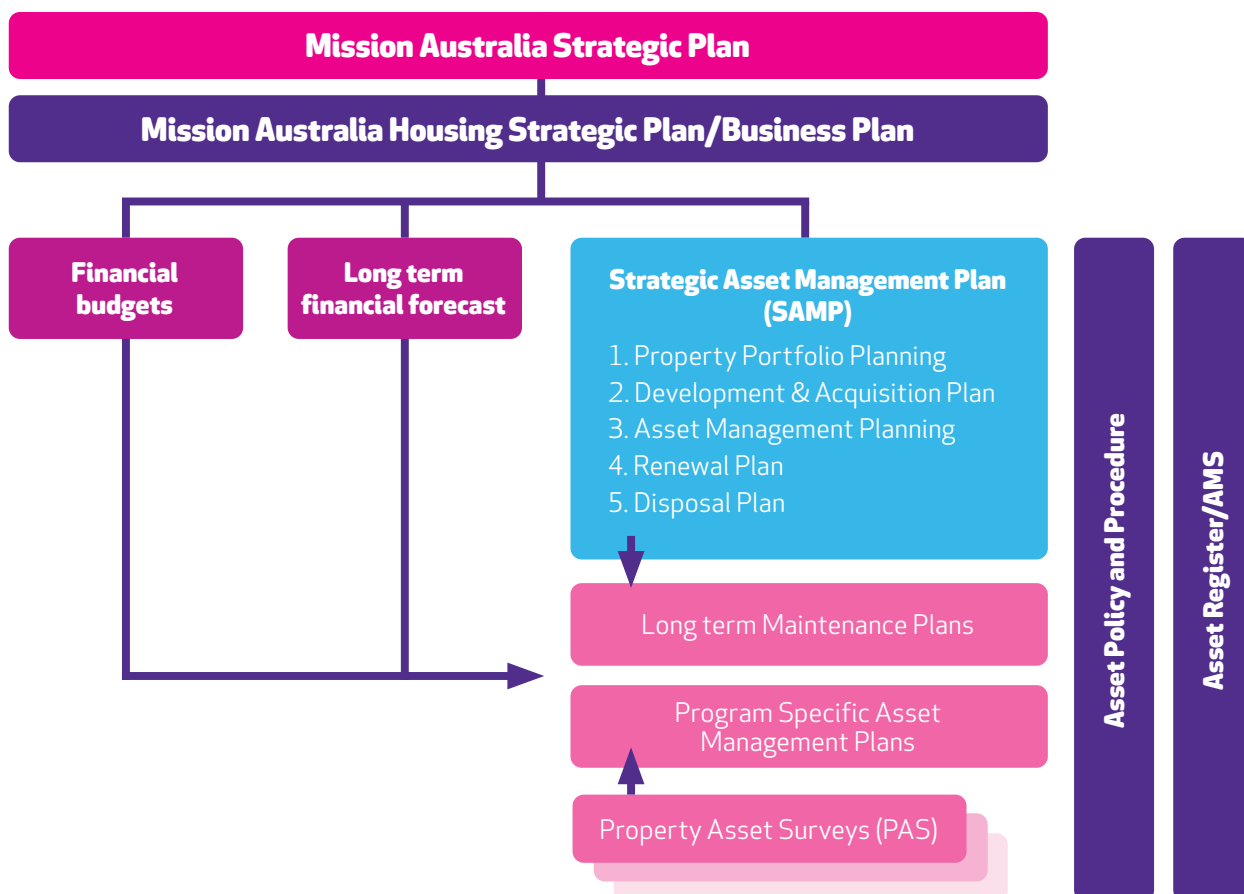 Mission Australia Strategic Plan
Mission Australia Housing Strategic Plan/Business Plan
Financial
budgets
Long term
financial forecast
Strategic Asset Management Plan
(SAMP)
1. Property Portfolio Planning
2. Development & Acquisition Plan
3. Asset Management Planning
4. Renewal Plan
5. Disposal Plan
Long term Maintenance Plans
Program Specific Asset
Management Plans
Property Asset Surveys (PAS)
Asset Policy and Procedure
Asset Register/AMS